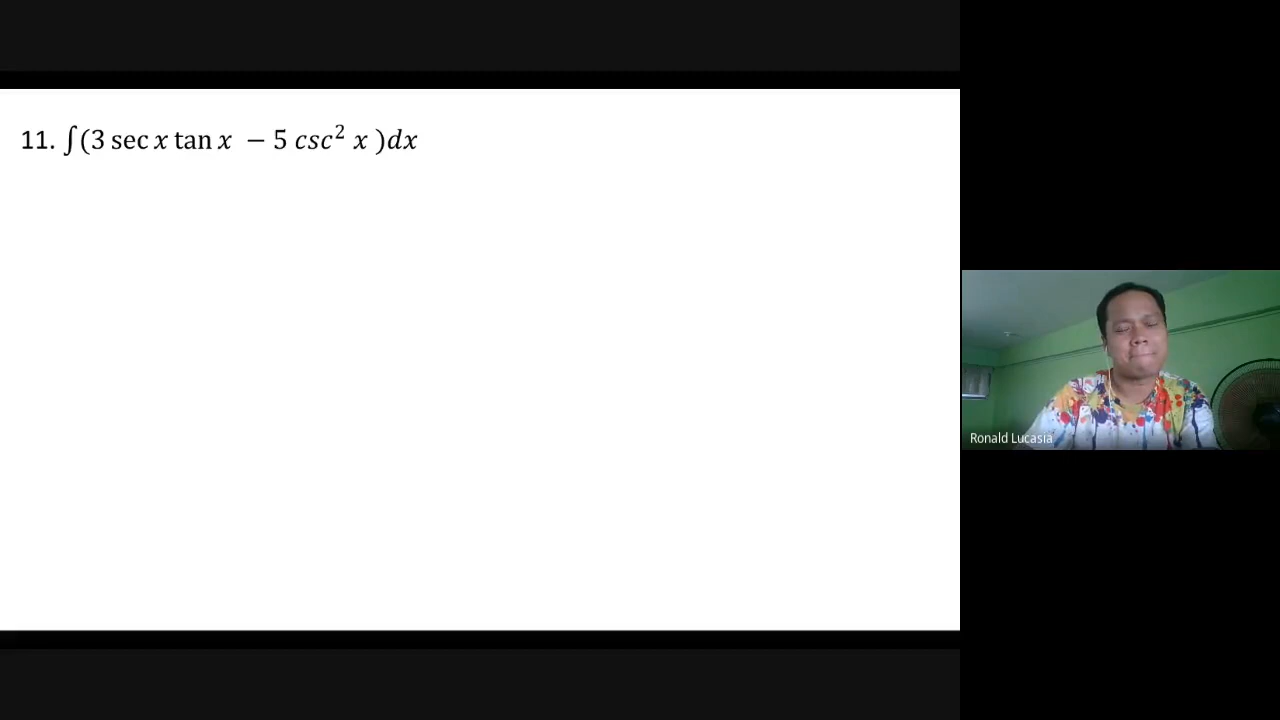 11. ∫(3 sec x tan x − 5 csc² x )dx
Ronald Lucasia